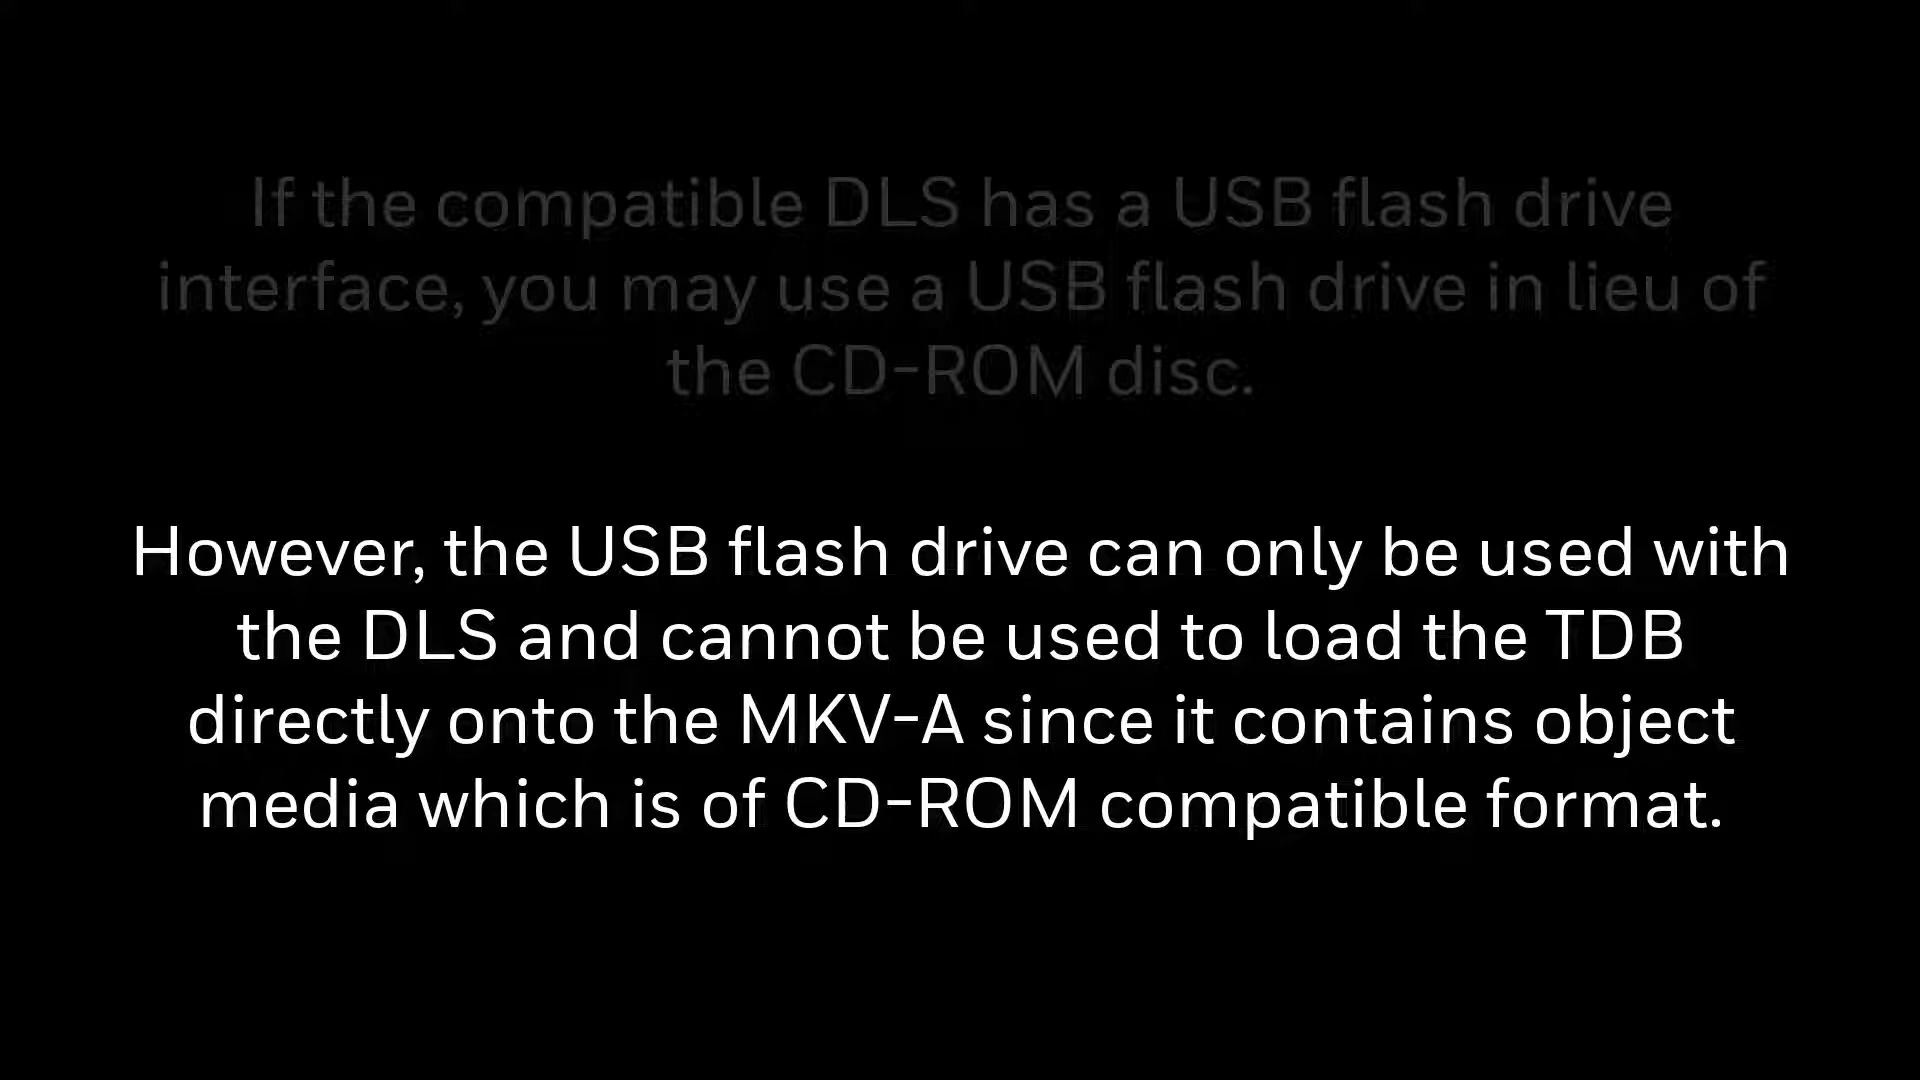 If the compatible DLS has a USB flash drive
interface, you may use a USB flash drive in lieu of
the CD-ROM disc.
However, the USB flash drive can only be used with
the DLS and cannot be used to load the TDB
directly onto the MKV-A since it contains object
media which is of CD-ROM compatible format.